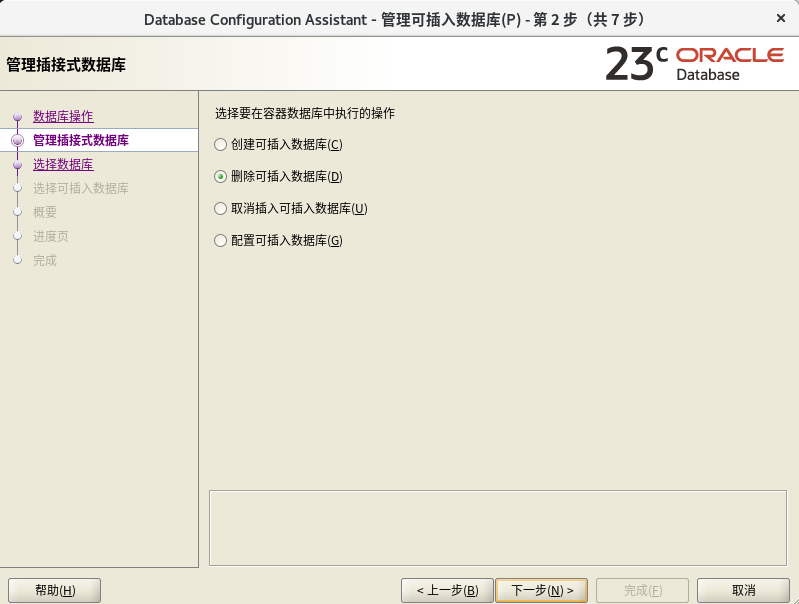 Database Configuration Assistant - 管理可插入数据库(P) - 第 2 步（共 7 步）
管理插接式数据库
23c ORACLE
Database
数据库操作
管理插接式数据库
选择数据库
选择可插入数据库
概要
进度页
完成
选择要在容器数据库中执行的操作
创建可插入数据库(C)
删除可插入数据库(D)
取消插入可插入数据库(U)
配置可插入数据库(G)
帮助(H)
< 上一步(B)
下一步(N) >
完成(F)
取消